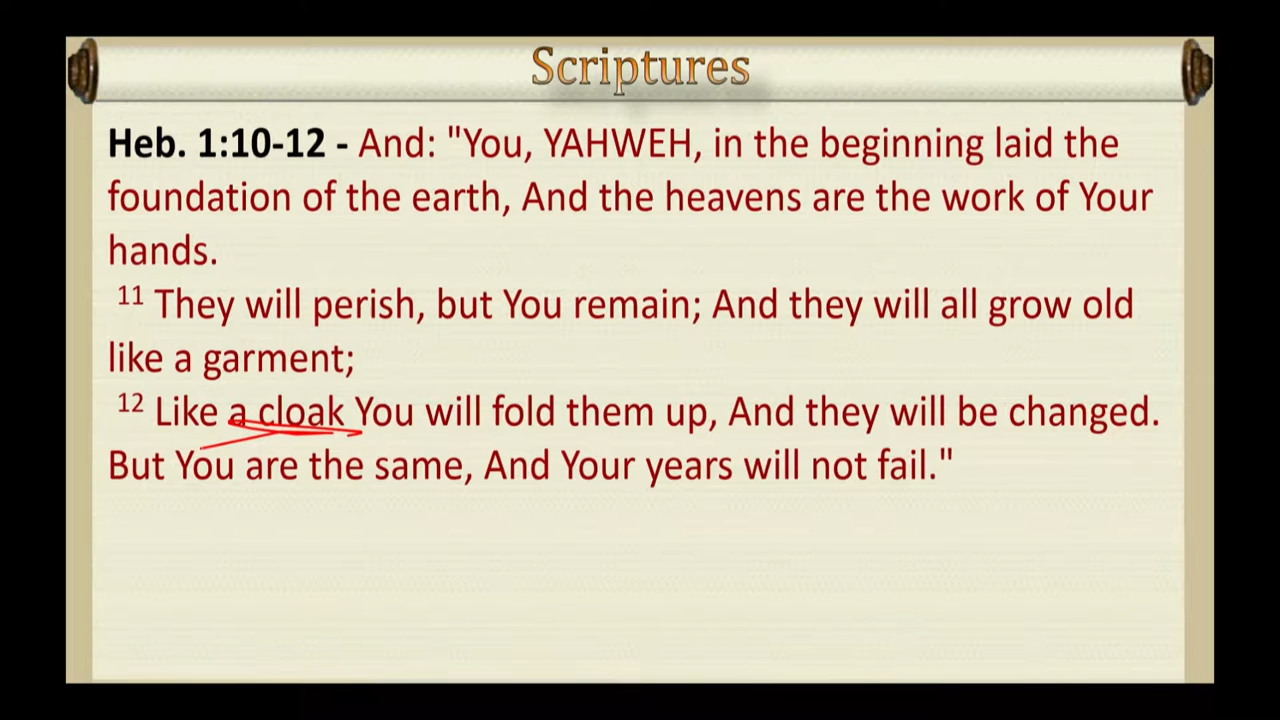 Scriptures
Heb. 1:10-12 - And: "You, YAHWEH, in the beginning laid the
foundation of the earth, And the heavens are the work of Your
hands.
11 They will perish, but You remain; And they will all grow old
like a garment;
12 Like a cloak You will fold them up, And they will be changed.
But You are the same, And Your years will not fail."